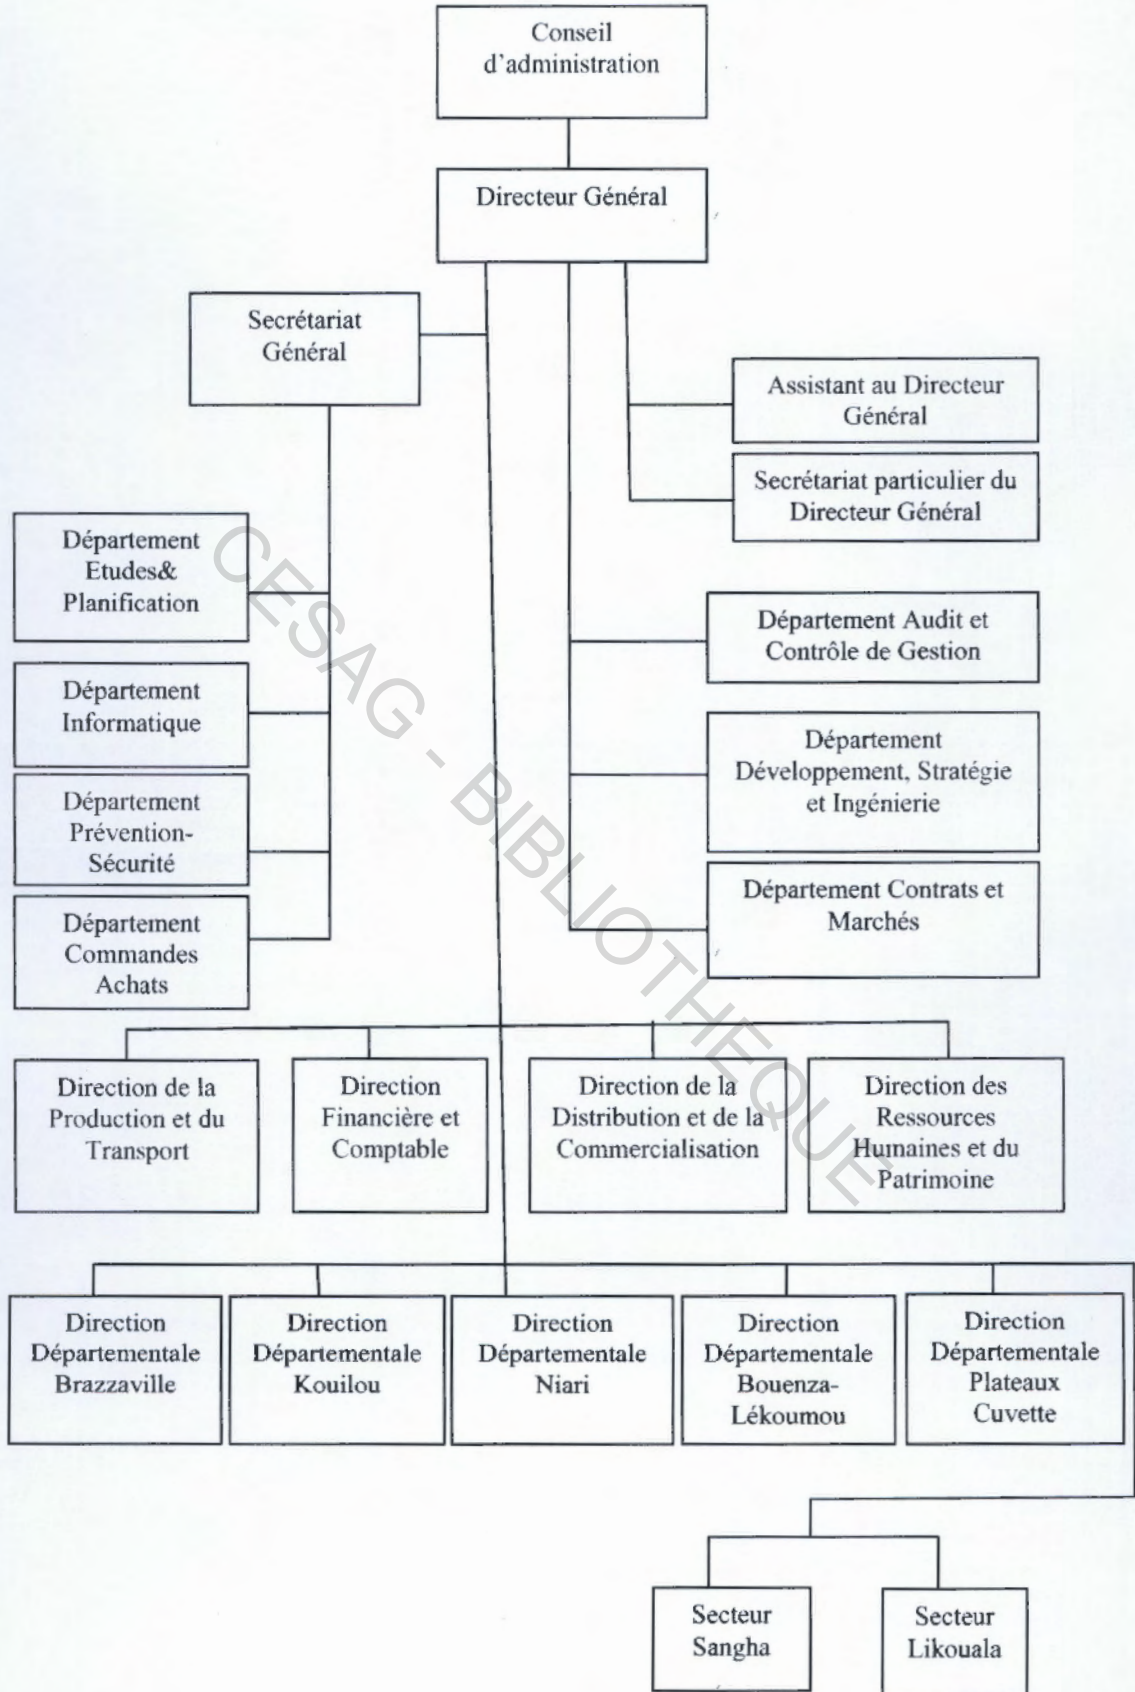 Conseil
d'administration
Directeur Général
Secrétariat
Général
Assistant au Directeur
Général
Secrétariat particulier du
Directeur Général
Département
Etudes&
Planification
Département
Informatique
Département
Prévention-
Sécurité
Département
Commandes
Achats
Département Audit et
Contrôle de Gestion
Département
Développement, Stratégie
et Ingénierie
Département Contrats et
Marchés
CESAG - BIBLIOTHEQUE
Direction de la
Production et du
Transport
Direction
Financière et
Comptable
Direction de la
Distribution et de la
Commercialisation
Direction des
Ressources
Humaines et du
Patrimoine
Direction
Départementale
Brazzaville
Direction
Départementale
Kouilou
Direction
Départementale
Niari
Direction
Départementale
Bouenza-
Lékoumou
Direction
Départementale
Plateaux
Cuvette
Secteur
Sangha
Secteur
Likouala